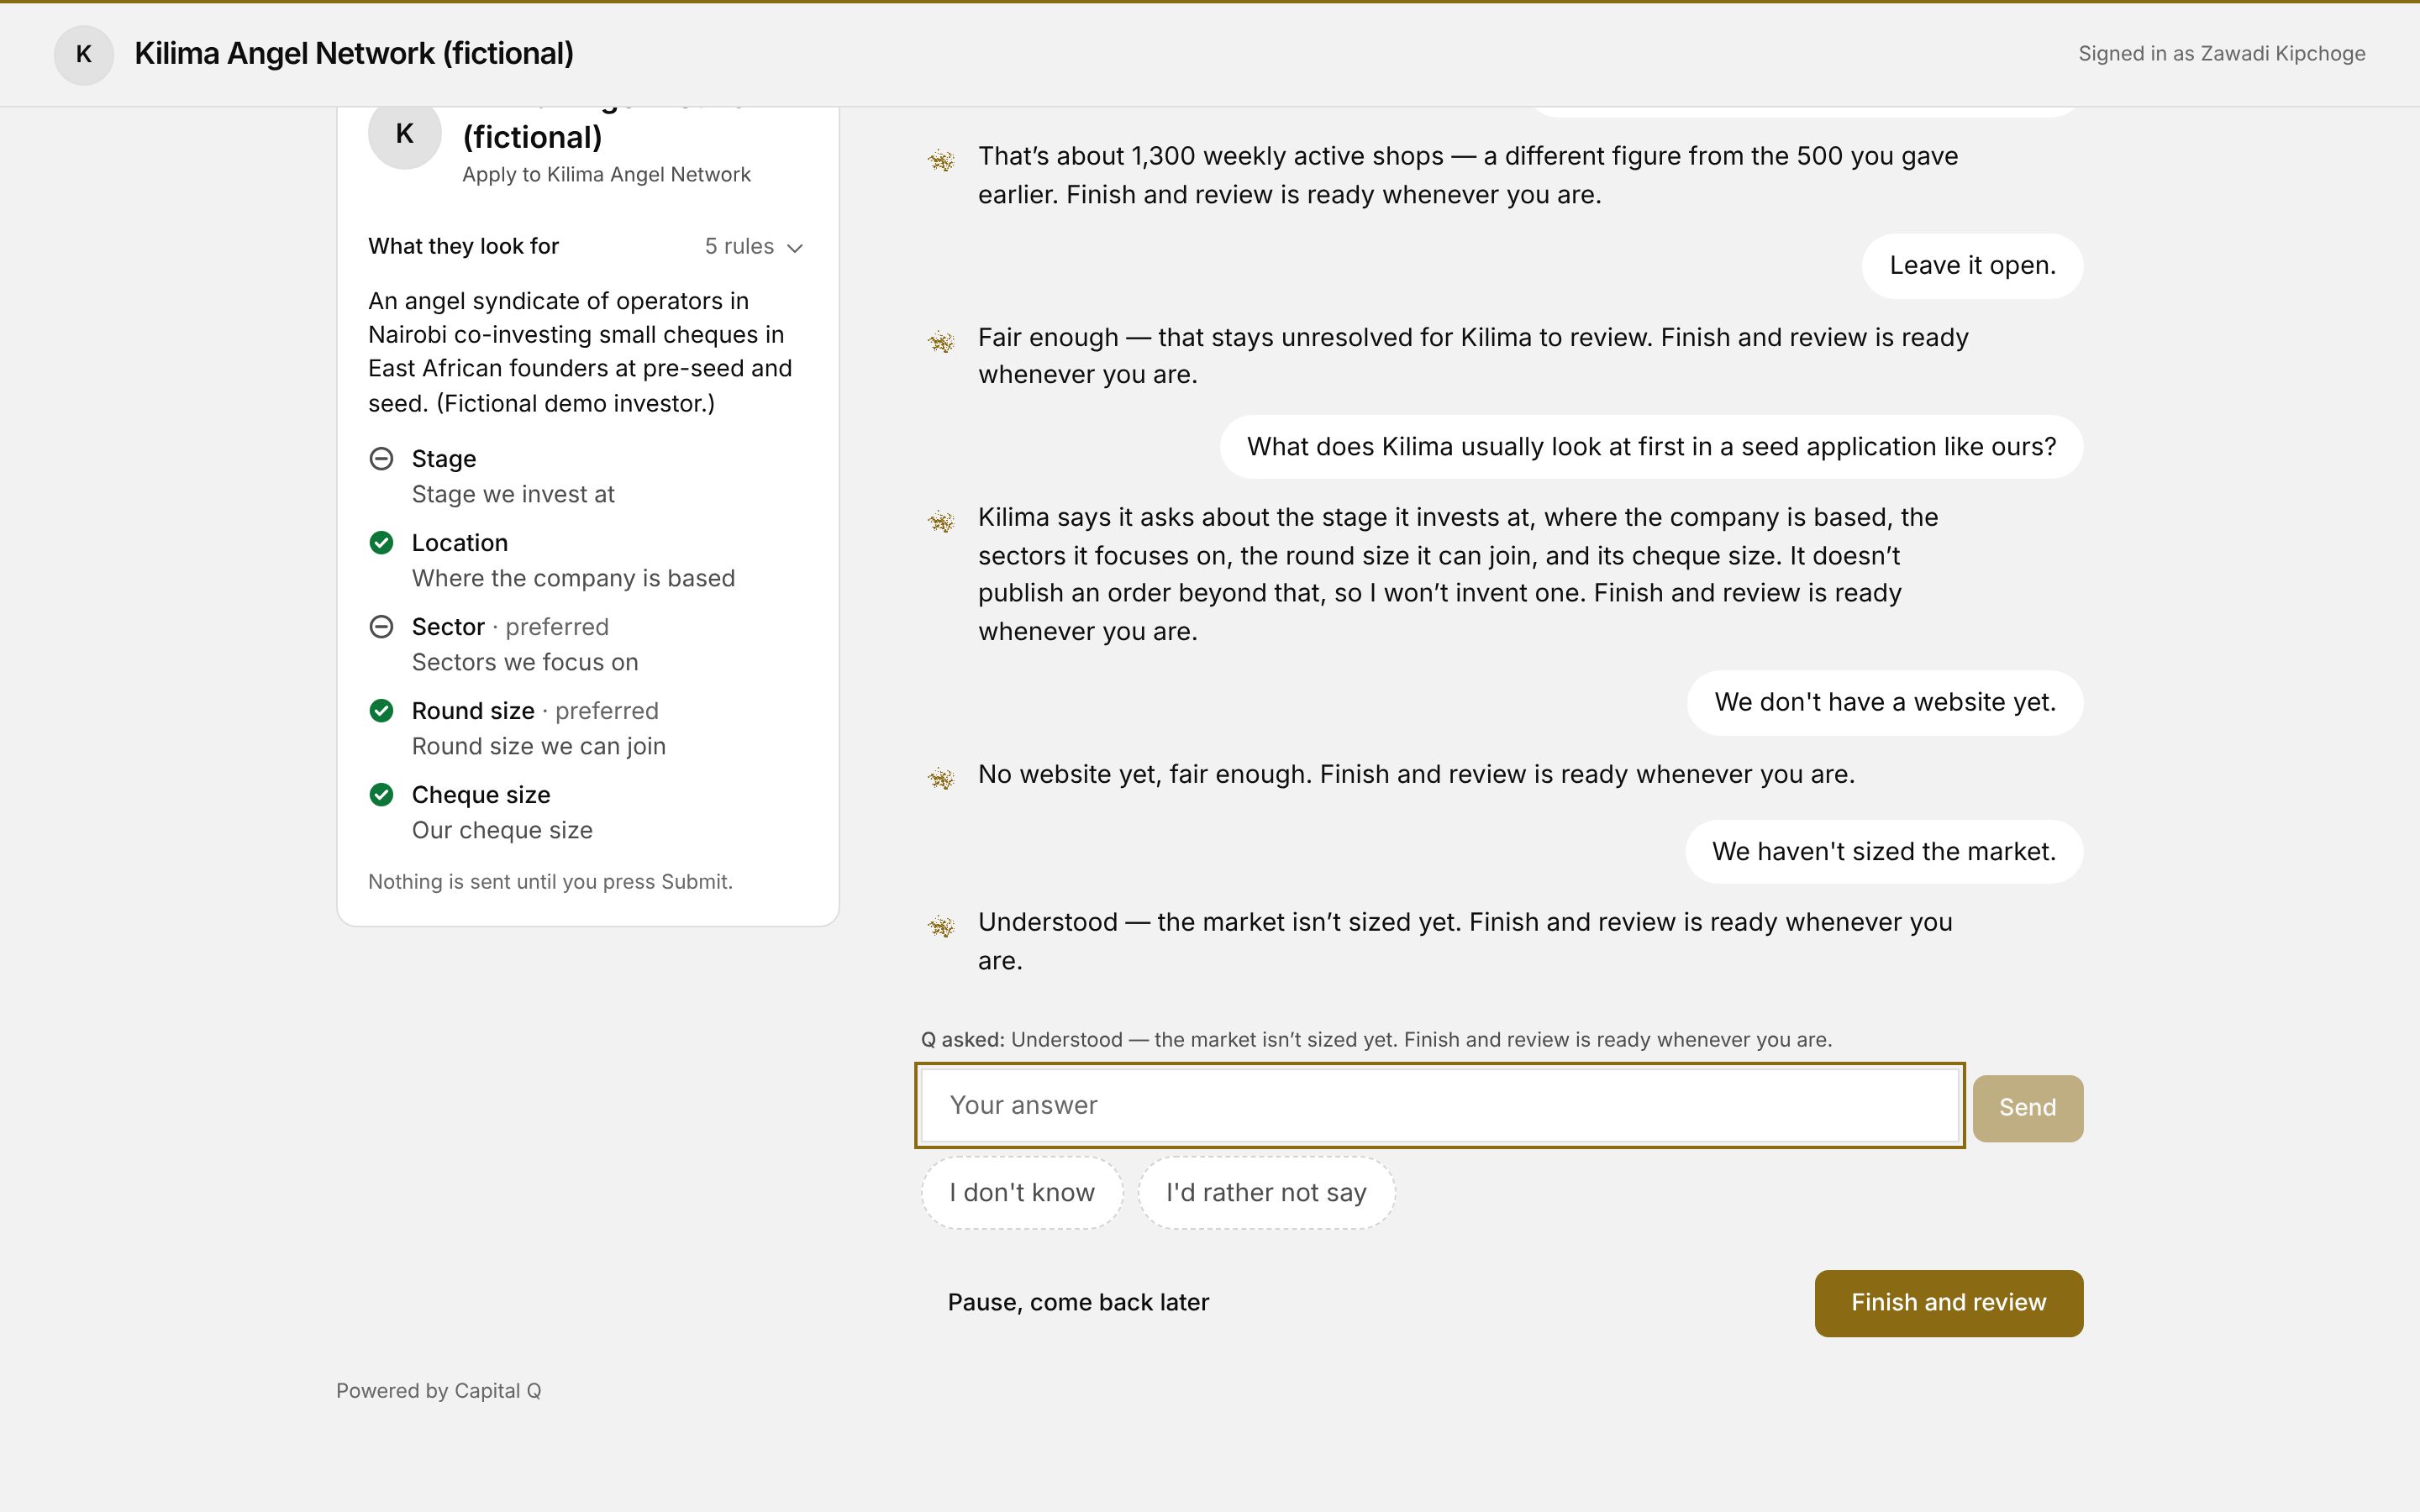 K
Kilima Angel Network (fictional)
Signed in as Zawadi Kipchoge
K
(fictional)
Apply to Kilima Angel Network
What they look for
5 rules
An angel syndicate of operators in
Nairobi co-investing small cheques in
East African founders at pre-seed and
seed. (Fictional demo investor.)
Stage
Stage we invest at
Location
Where the company is based
Sector · preferred
Sectors we focus on
Round size · preferred
Round size we can join
Cheque size
Our cheque size
Nothing is sent until you press Submit.
That’s about 1,300 weekly active shops — a different figure from the 500 you gave
earlier. Finish and review is ready whenever you are.
Leave it open.
Fair enough — that stays unresolved for Kilima to review. Finish and review is ready
whenever you are.
What does Kilima usually look at first in a seed application like ours?
Kilima says it asks about the stage it invests at, where the company is based, the
sectors it focuses on, the round size it can join, and its cheque size. It doesn’t
publish an order beyond that, so I won’t invent one. Finish and review is ready
whenever you are.
We don't have a website yet.
No website yet, fair enough. Finish and review is ready whenever you are.
We haven't sized the market.
Understood — the market isn’t sized yet. Finish and review is ready whenever you
are.
Q asked: Understood — the market isn’t sized yet. Finish and review is ready whenever you are.
Your answer
Send
I don't know
I'd rather not say
Pause, come back later
Finish and review
Powered by Capital Q